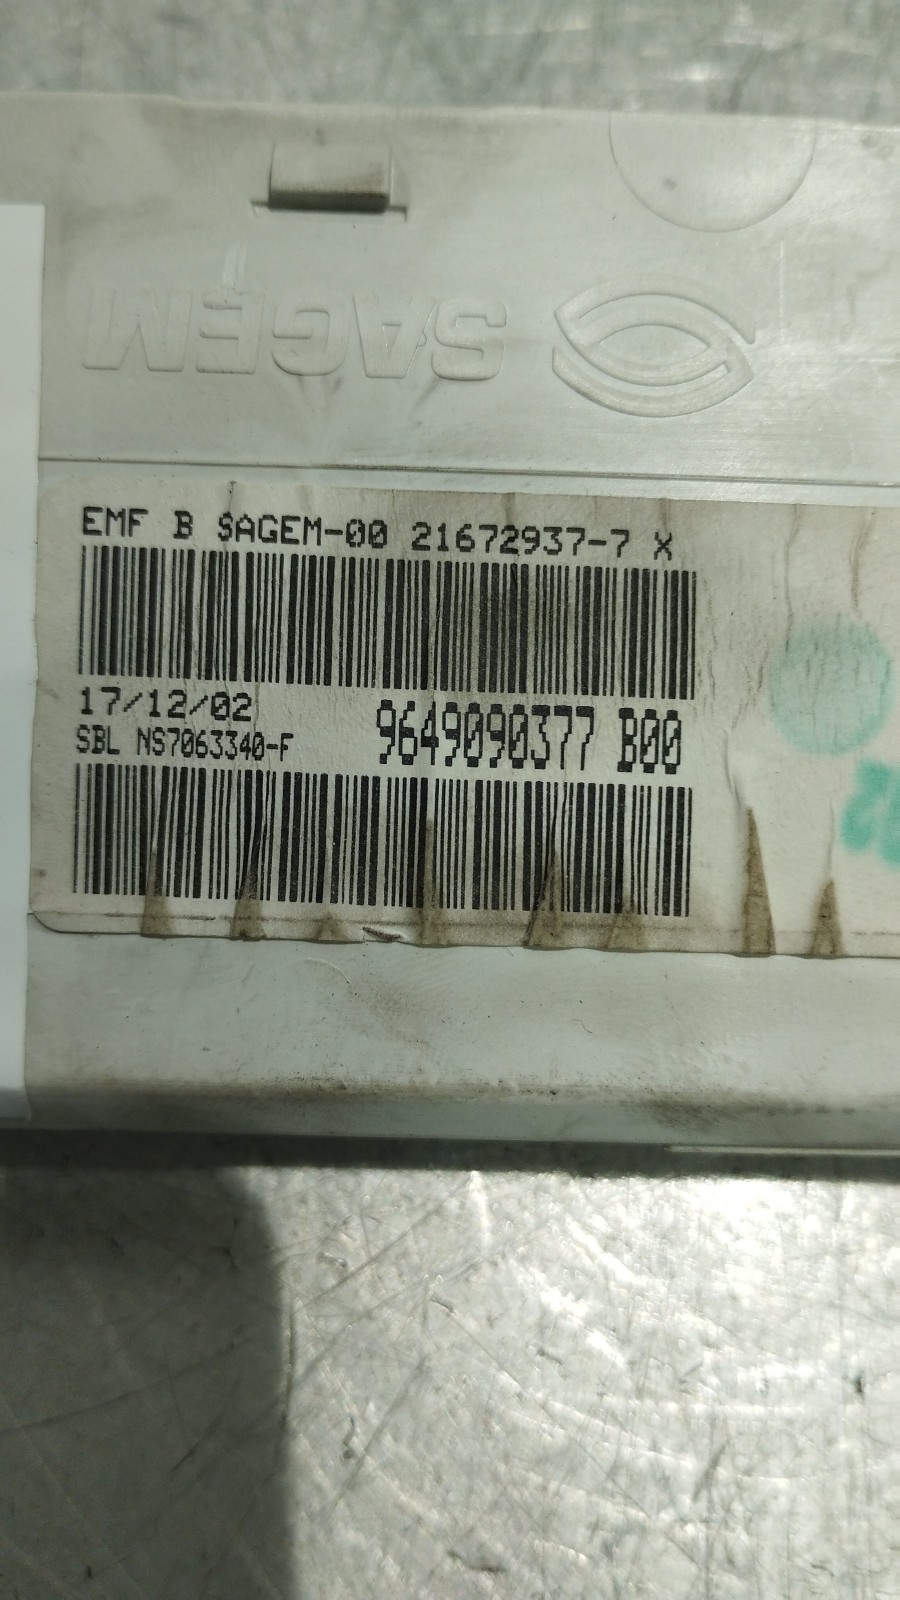 SAGEM
EMF B SAGEM-00 21672937-7 X
17/12/02
9649090377 B00
SBL NS7063340-F